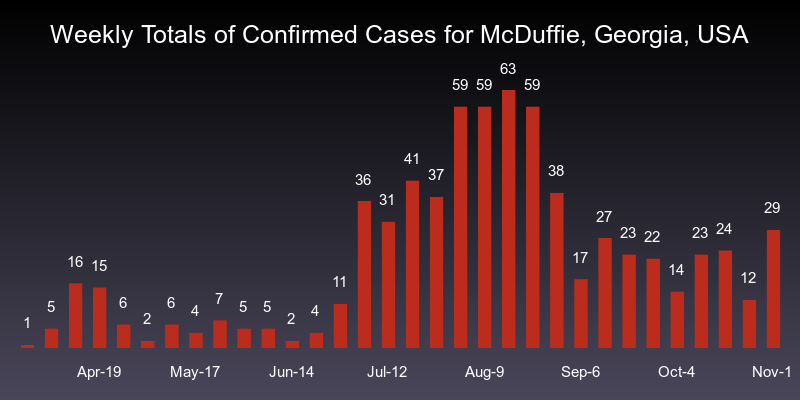 Weekly Totals of Confirmed Cases for McDuffie, Georgia, USA
1 5 16 15 6 2 6 4 7 5 5 2 4 11 36 31 41 37 59 59 63 59 38 17 27 23 22 14 23 24 12 29
Apr-19 May-17 Jun-14 Jul-12 Aug-9 Sep-6 Oct-4 Nov-1